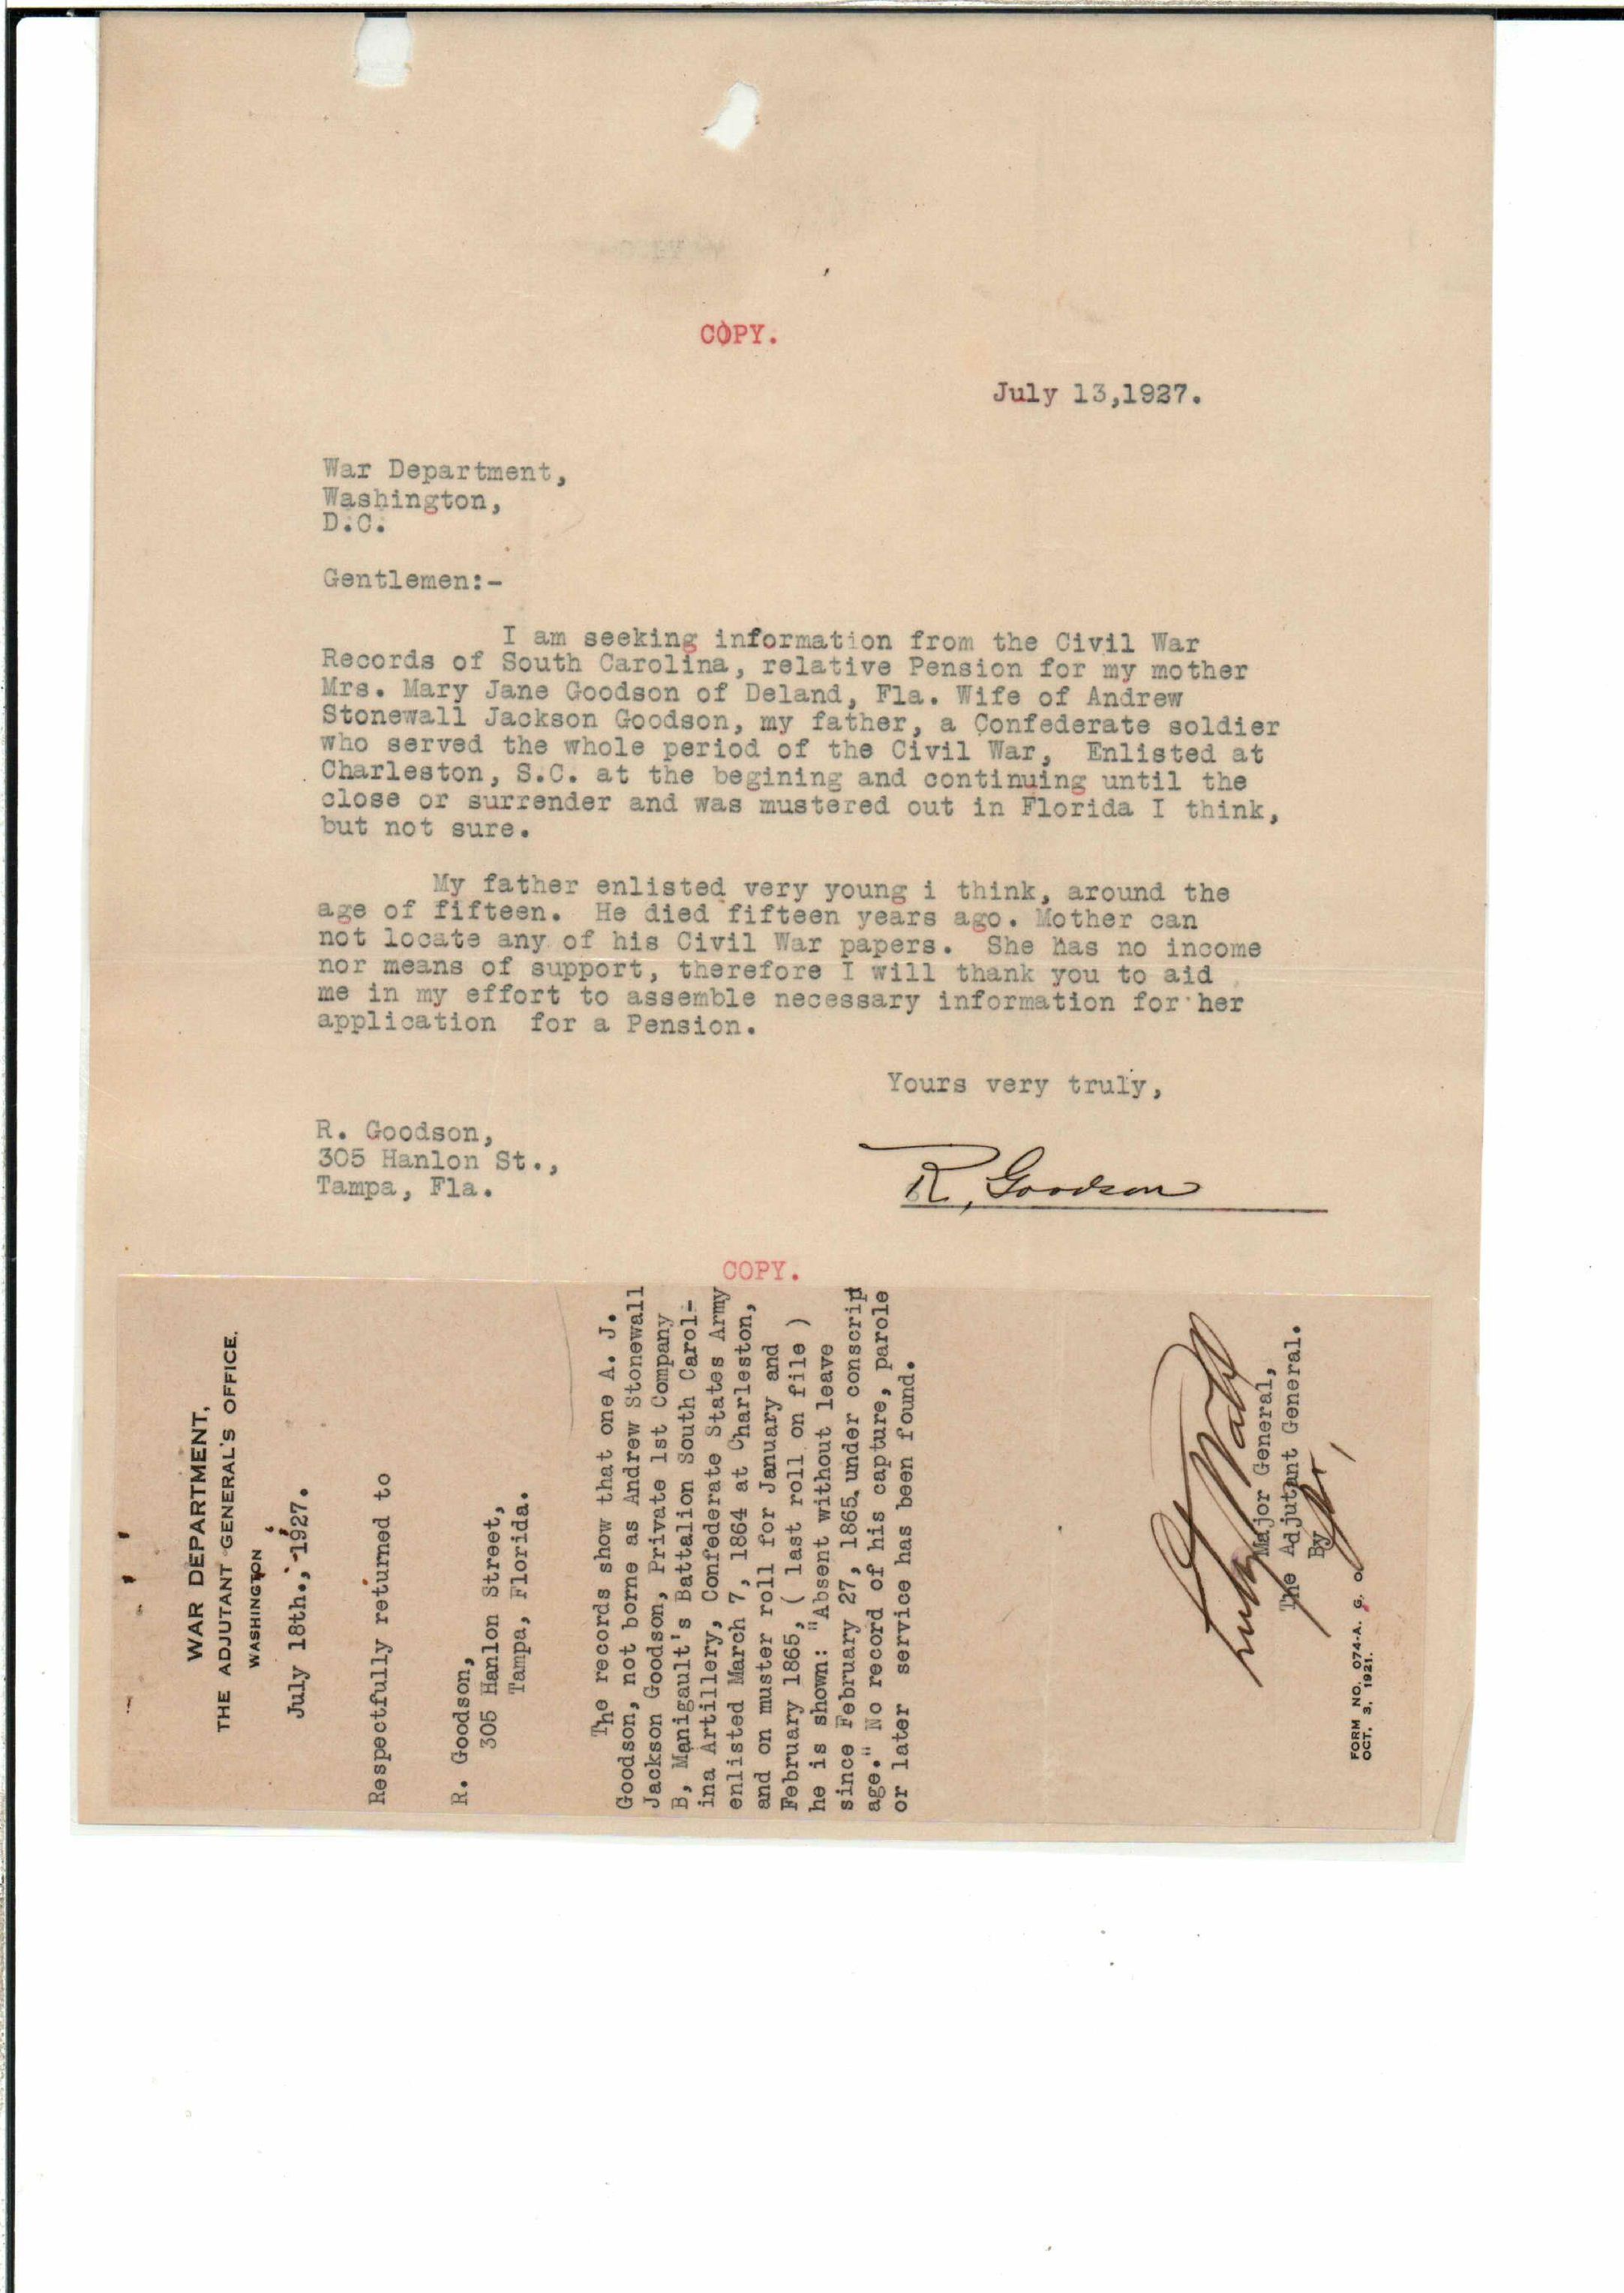 COPY.
July 13,1927.
War Department,
Washington,
D.C.
Gentlemen:-
I am seeking information from the Civil War
Records of South Carolina, relative Pension for my mother
Mrs. Mary Jane Goodson of Deland, Fla. Wife of Andrew
Stonewall Jackson Goodson, my father, a Confederate soldier
who served the whole period of the Civil War, Enlisted at
Charleston, S.C. at the begining and continuing until the
close or surrender and was mustered out in Florida I think,
but not sure.
My father enlisted very young i think, around the
age of fifteen. He died fifteen years ago. Mother can
not locate any of his Civil War papers. She has no income
nor means of support, therefore I will thank you to aid
me in my effort to assemble necessary information for her
application for a Pension.
Yours very truly,
R. Goodson,
305 Hanlon St.,
Tampa, Fla.
R, Goodson
COPY.
WAR DEPARTMENT,
THE ADJUTANT GENERAL'S OFFICE.
WASHINGTON
July 18th., 1927.
Respectfully returned to
R. Goodson,
305 Hanlon Street,
Tampa, Florida.
The records show that one A. J.
Goodson, not borne as Andrew Stonewall
Jackson Goodson, Private 1st Company
B, Manigault's Battalion South Carol-
ina Artillery, Confederate States Army
enlisted March 7, 1864 at Charleston,
and on muster roll for January and
February 1865, ( last roll on file )
he is shown: "Absent without leave
since February 27, 1865. under conscrip
age." No record of his capture, parole
or later service has been found.
Major General,
The Adjutant General.
By
FORM NO. 074-A. G. O.
OCT. 3, 1921.